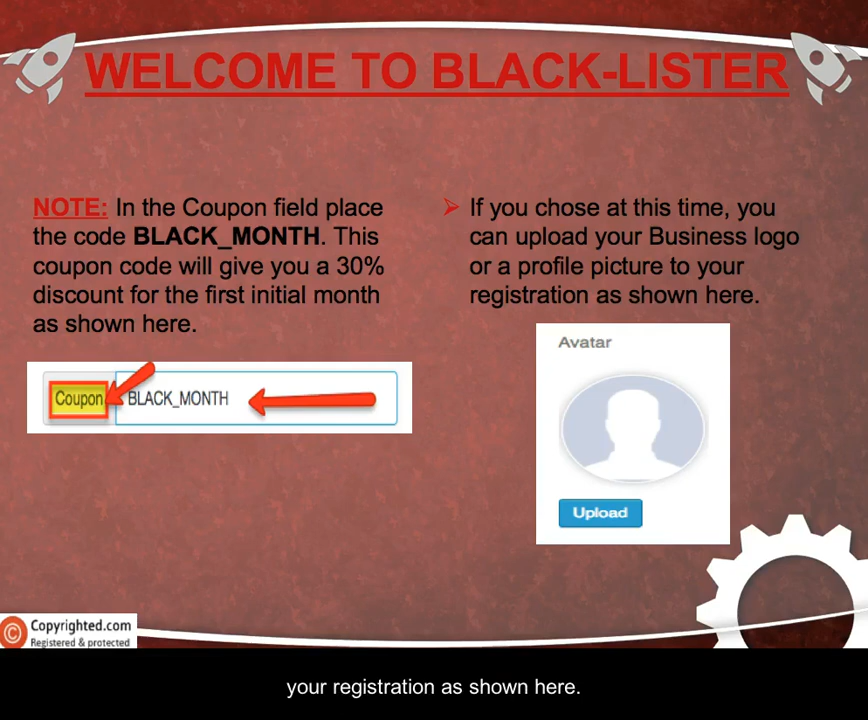 WELCOME TO BLACK-LISTER
NOTE: In the Coupon field place
the code BLACK_MONTH. This
coupon code will give you a 30%
discount for the first initial month
as shown here.
Coupon BLACK_MONTH
➢ If you chose at this time, you
can upload your Business logo
or a profile picture to your
registration as shown here.
Avatar
Upload
Copyrighted.com
Registered & protected
your registration as shown here.